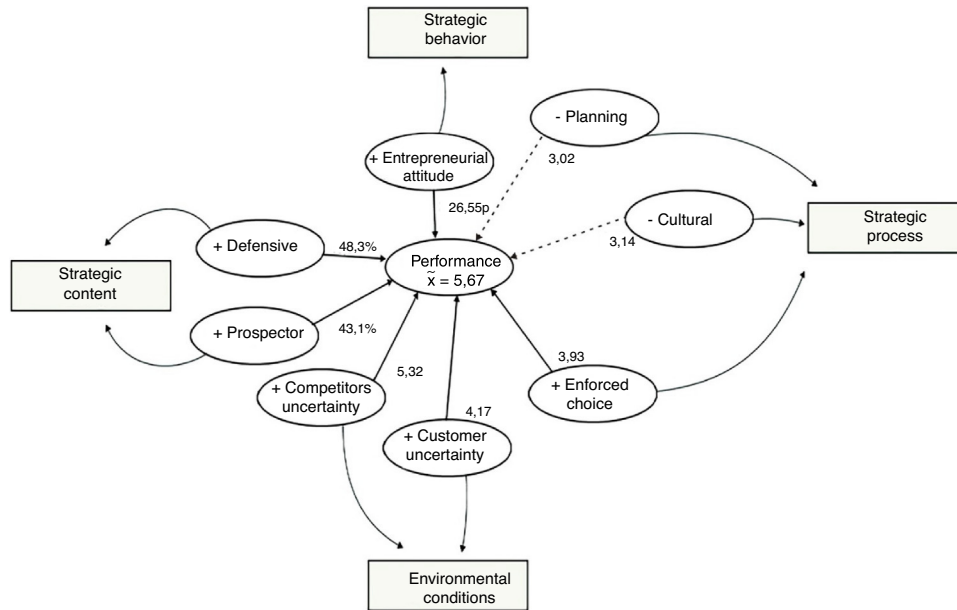 Strategic
behavior
- Planning
3,02
+ Entrepreneurial
attitude
26,55p
- Cultural
3,14
Strategic
process
+ Defensive
48,3%
Performance
x̃ = 5,67
Strategic
content
+ Prospector
43,1%
3,93
+ Enforced
choice
5,32
+ Competitors
uncertainty
4,17
+ Customer
uncertainty
Environmental
conditions